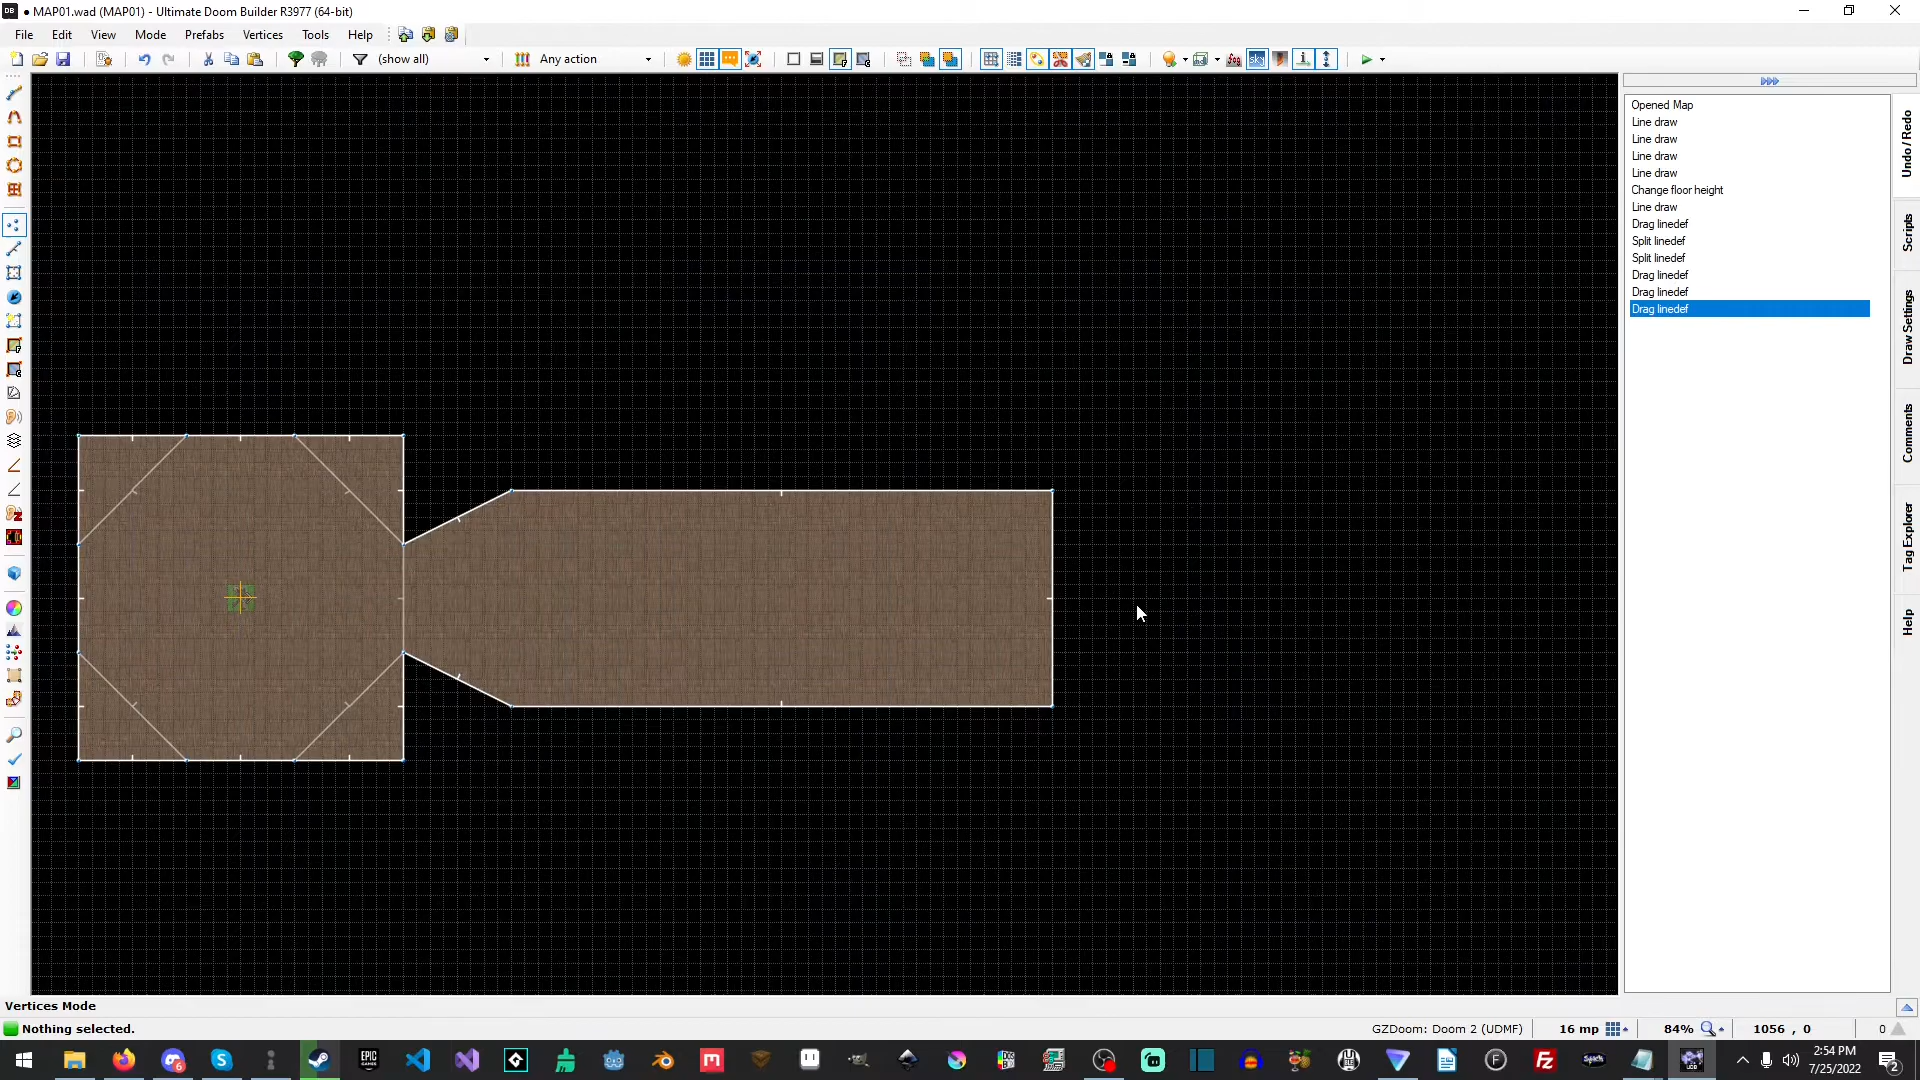 MAP01.wad (MAP01) - Ultimate Doom Builder R3977 (64-bit)
File Edit View Mode Prefabs Vertices Tools Help
(show all) Any action
Opened Map
Line draw
Line draw
Line draw
Line draw
Change floor height
Line draw
Drag linedef
Split linedef
Split linedef
Drag linedef
Drag linedef
Drag linedef
Undo / Redo
Scripts
Draw Settings
Comments
Tag Explorer
Help
Vertices Mode
Nothing selected.
GZDoom: Doom 2 (UDMF) 16 mp 84% 1056 , 0 0
2:54 PM
7/25/2022